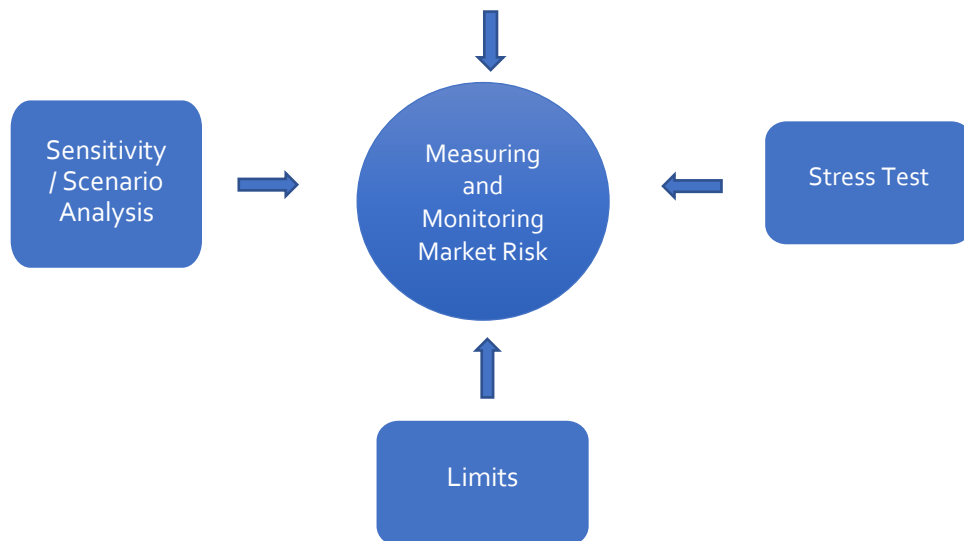 Sensitivity
/ Scenario
Analysis
Measuring
and
Monitoring
Market Risk
Stress Test
Limits